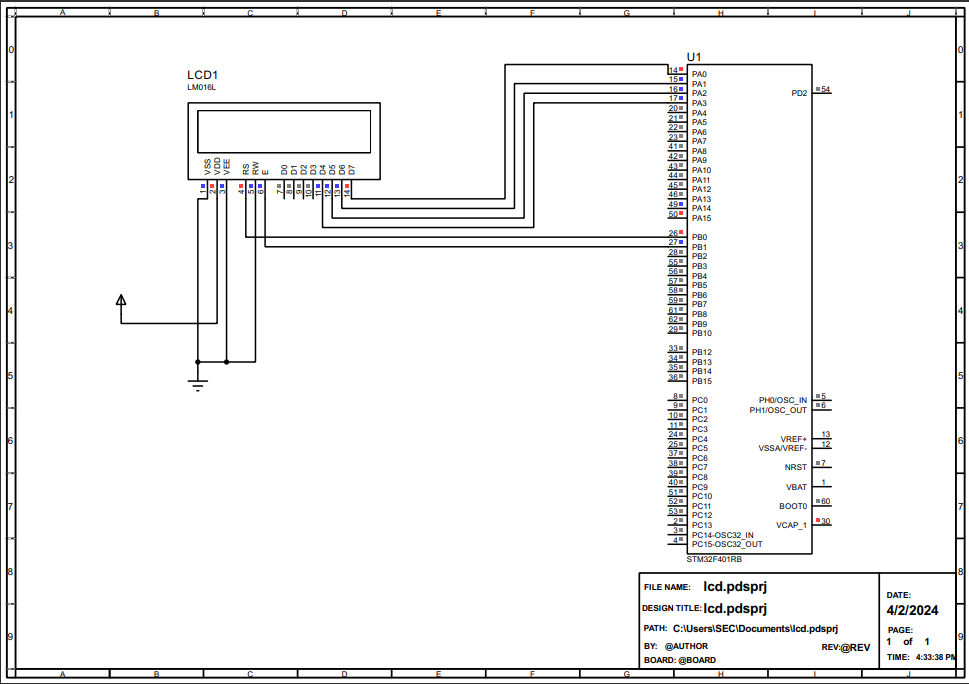 A B C D E F G H I J
0 0
1 1
2 2
3 3
4 4
5 5
6 6
7 7
8 8
9 9
LCD1
LM016L
VSS VDD VEE RS RW E D0 D1 D2 D3 D4 D5 D6 D7
1 2 3 4 5 6 7 8 9 10 11 12 13 14
U1
14 PA0
15 PA1
16 PA2
17 PA3
20 PA4
21 PA5
22 PA6
23 PA7
41 PA8
42 PA9
43 PA10
44 PA11
45 PA12
46 PA13
49 PA14
50 PA15
26 PB0
27 PB1
28 PB2
55 PB3
56 PB4
57 PB5
58 PB6
59 PB7
61 PB8
62 PB9
29 PB10
33 PB12
34 PB13
35 PB14
36 PB15
8 PC0
9 PC1
10 PC2
11 PC3
24 PC4
25 PC5
37 PC6
38 PC7
39 PC8
40 PC9
51 PC10
52 PC11
53 PC12
2 PC13
3 PC14-OSC32_IN
4 PC15-OSC32_OUT
PD2 54
PH0/OSC_IN 5
PH1/OSC_OUT 6
VREF+ 13
VSSA/VREF- 12
NRST 7
VBAT 1
BOOT0 60
VCAP_1 30
STM32F401RB
FILE NAME: lcd.pdsprj
DESIGN TITLE: lcd.pdsprj
PATH: C:\Users\SEC\Documents\lcd.pdsprj
BY: @AUTHOR REV:@REV
BOARD: @BOARD
DATE:
4/2/2024
PAGE:
1 of 1
TIME: 4:33:38 PM
A B C D E F G H I J